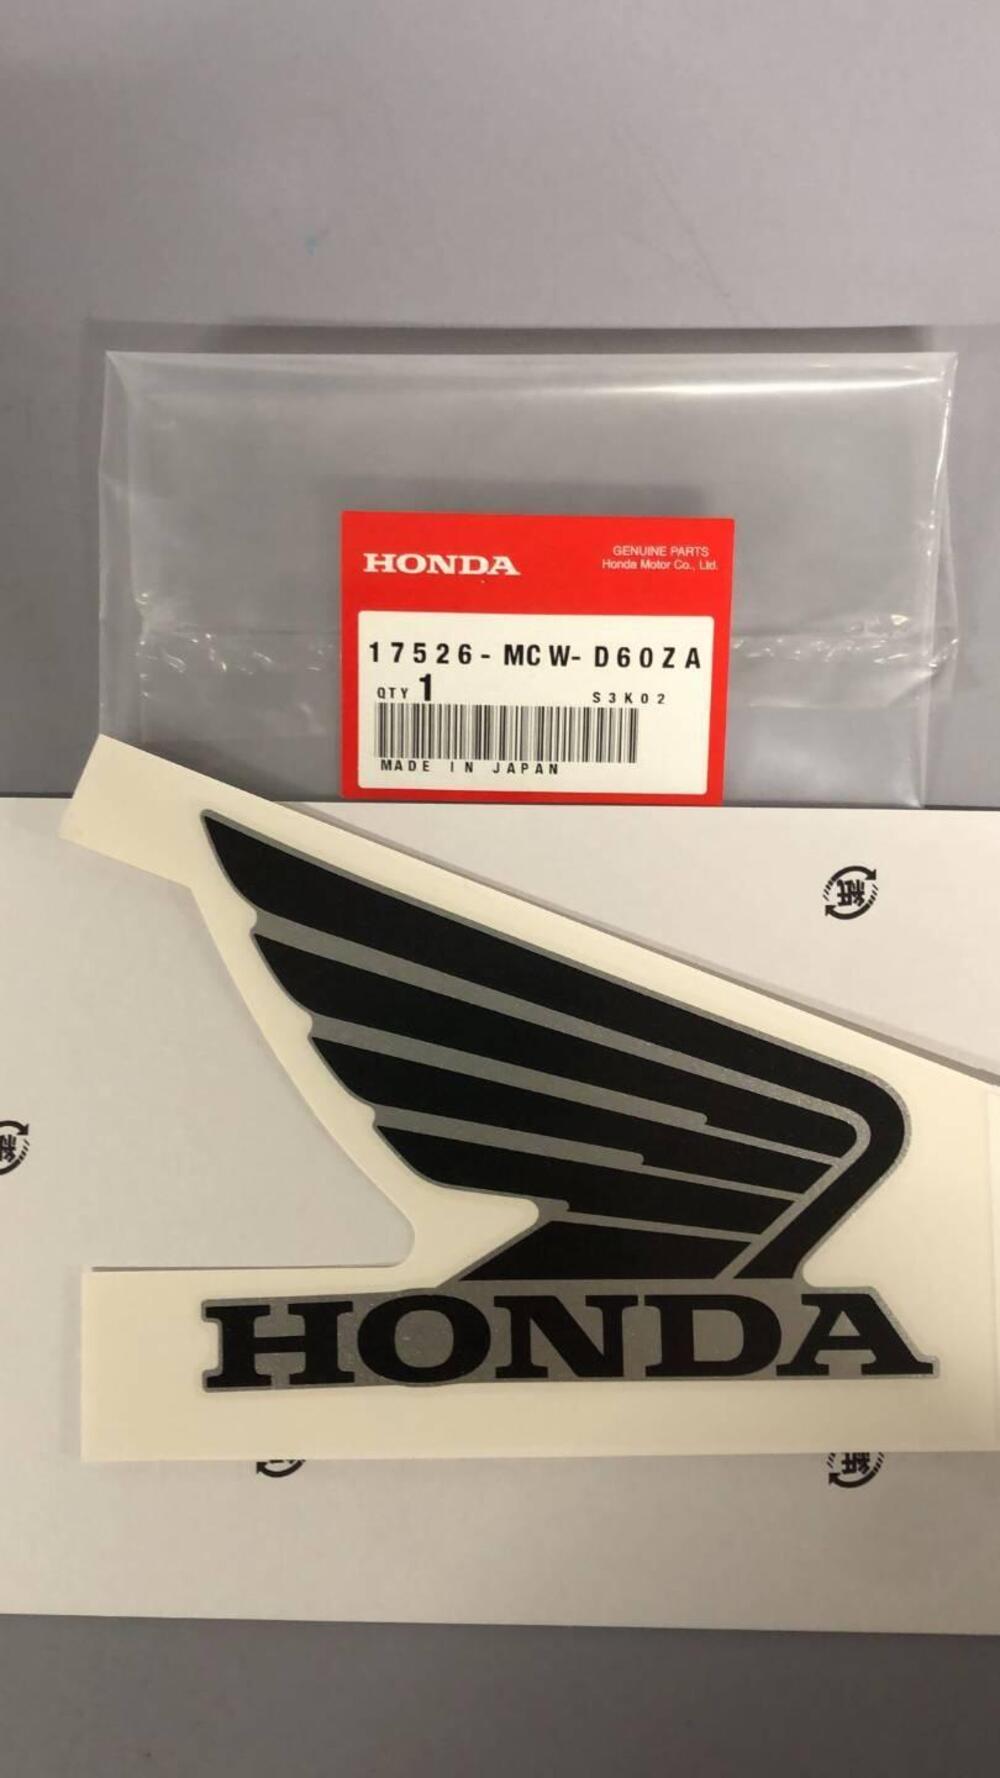 HONDA
GENUINE PARTS
Honda Motor Co., Ltd.
17526-MCW-D60ZA
QTY 1
S3K02
MADE IN JAPAN
HONDA